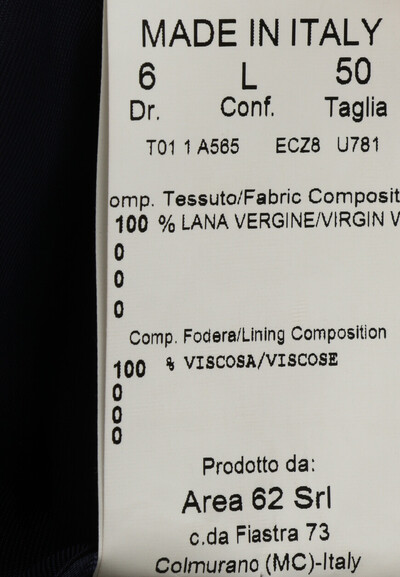 MADE IN ITALY
6 L 50
Dr. Conf. Taglia
T01 1 A565 ECZ8 U781
omp. Tessuto/Fabric Composit
100 % LANA VERGINE/VIRGIN V
0
0
0
Comp. Fodera/Lining Composition
100 % VISCOSA/VISCOSE
0
0
0
Prodotto da:
Area 62 Srl
c.da Fiastra 73
Colmurano (MC)-Italy